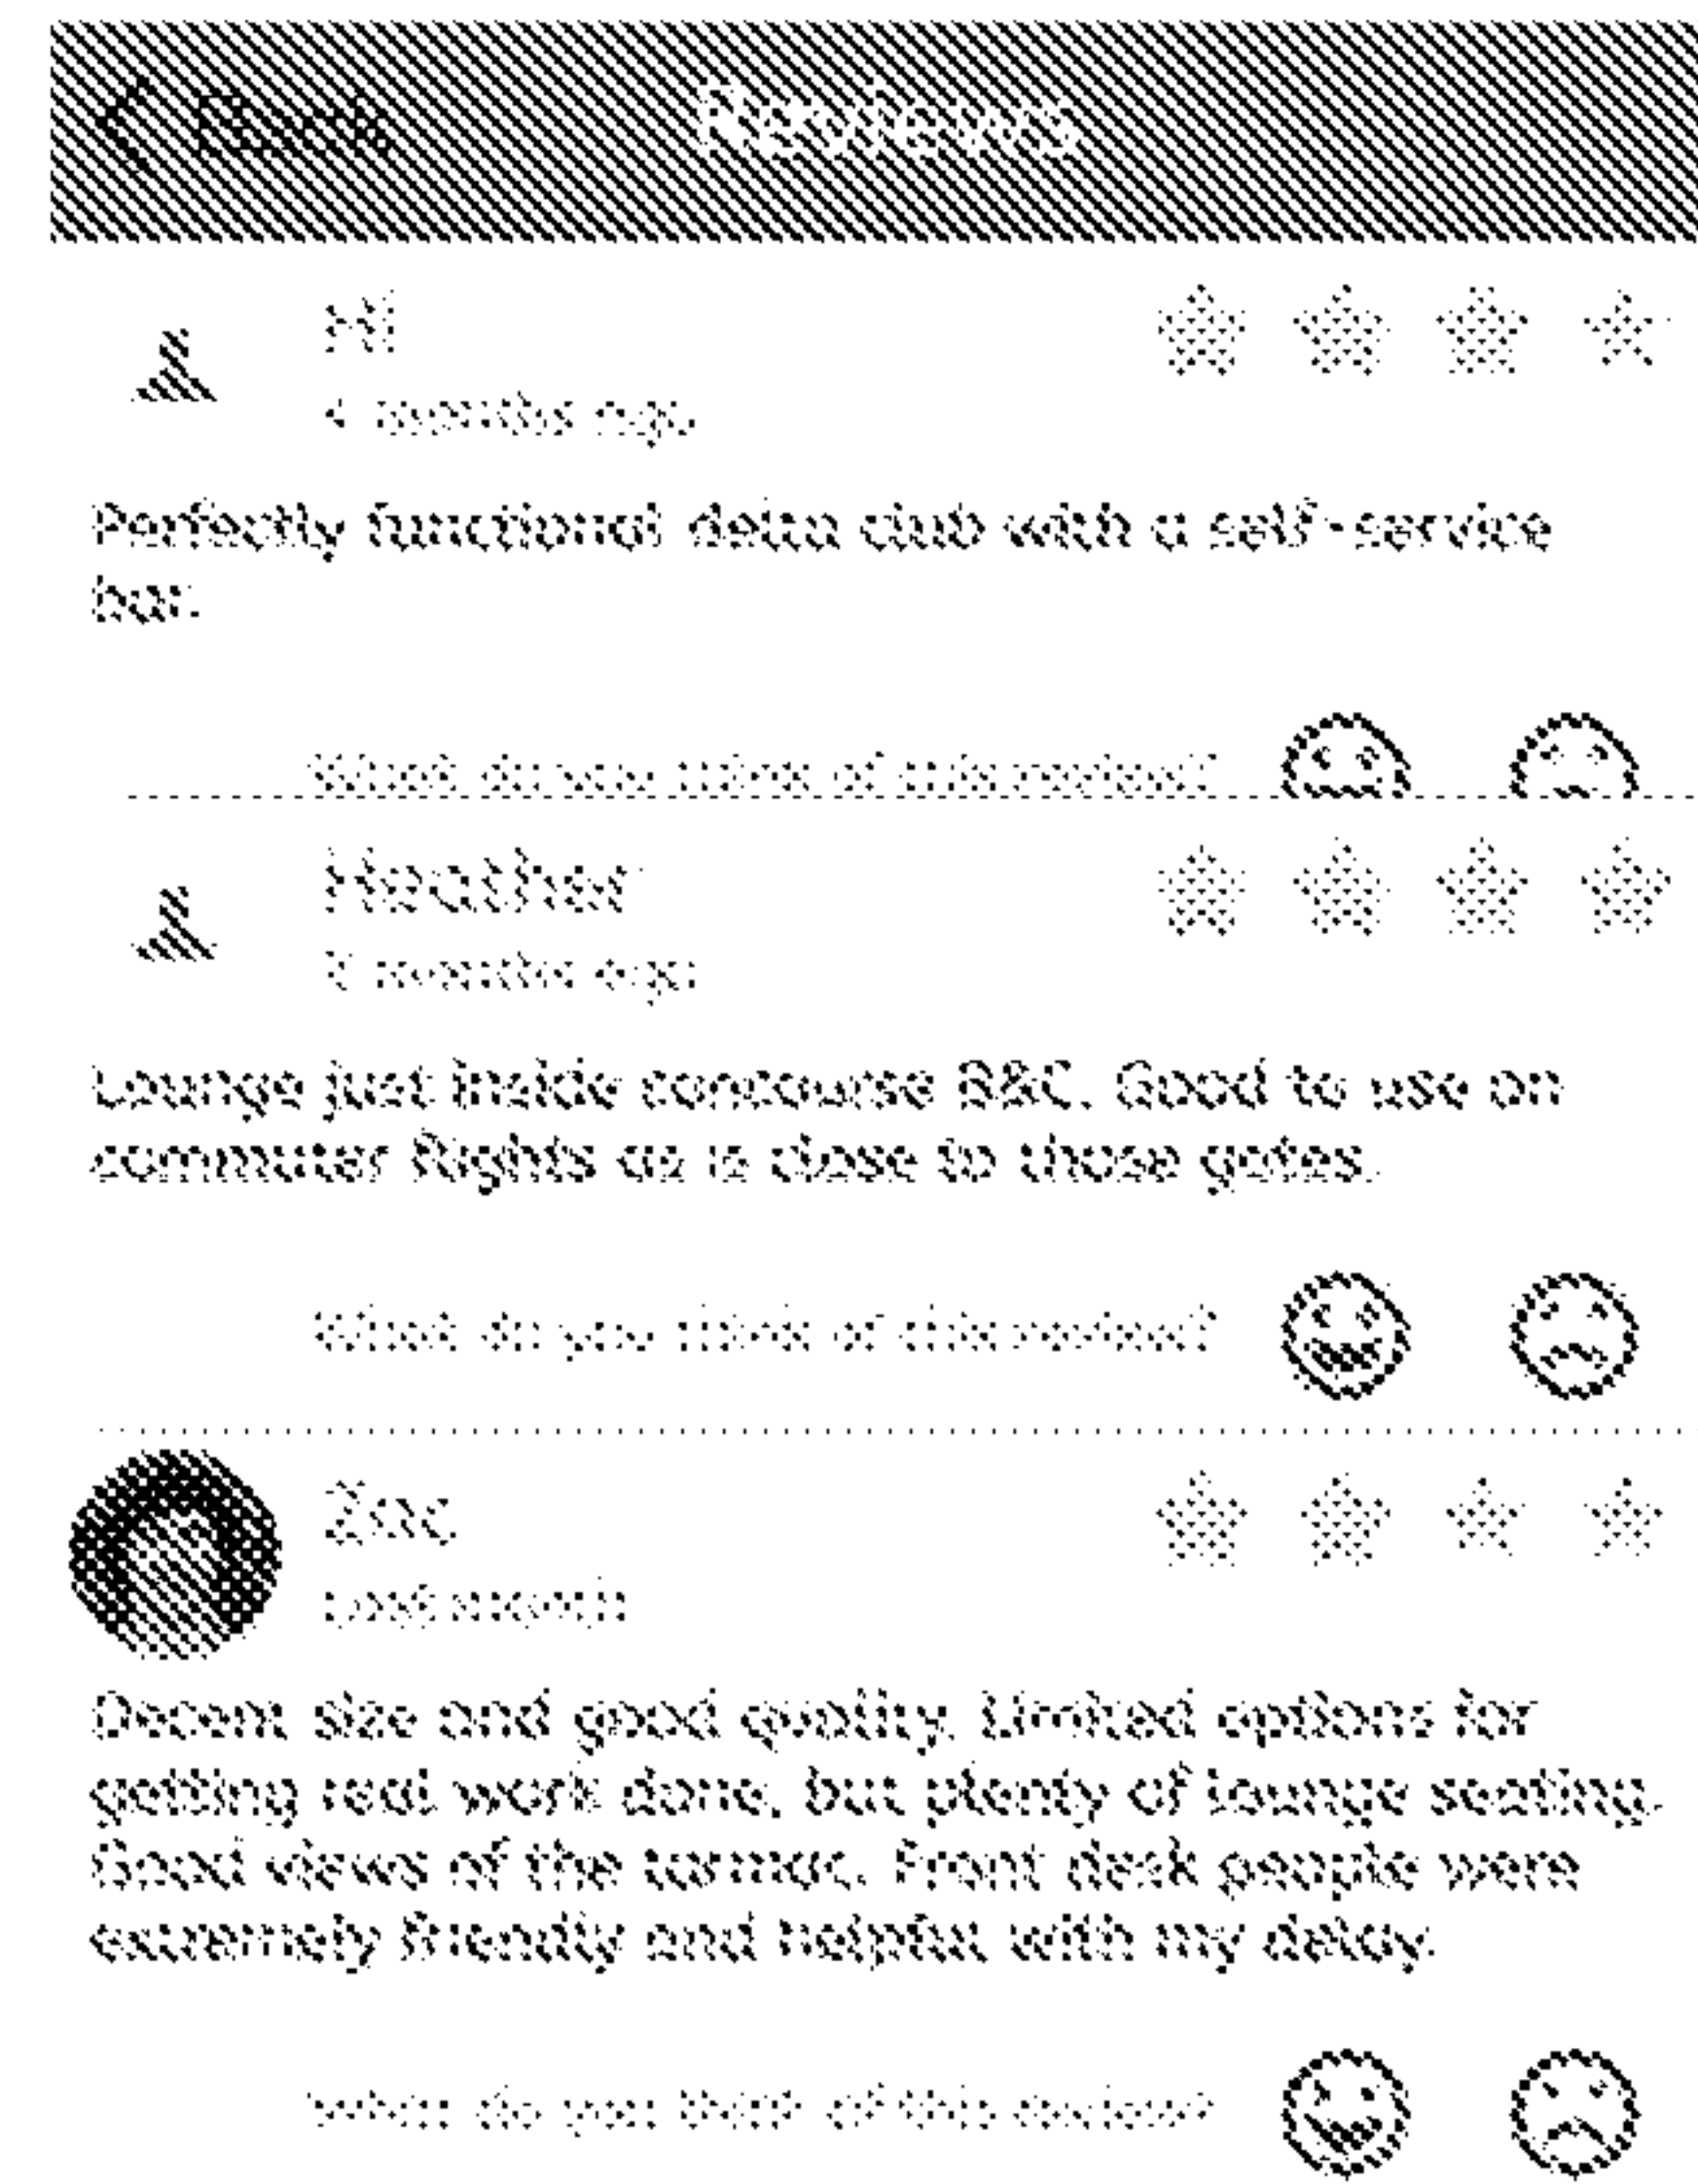 Back
Reviews
Hi
4 months ago
Perfectly functional delta club with a self-service
bar.
What do you think of this review?
Heather
months ago
Lounge just inside concourse B&C. Good to use on
commuter flights as is close to those gates.
What do you think of this review?
Zac
Last month
Decent size and good quality. Limited options for
getting real work done, but plenty of lounge seating.
Good views of the tarmac. Front desk people were
extremely friendly and helpful with my delay.
What do you think of this review?